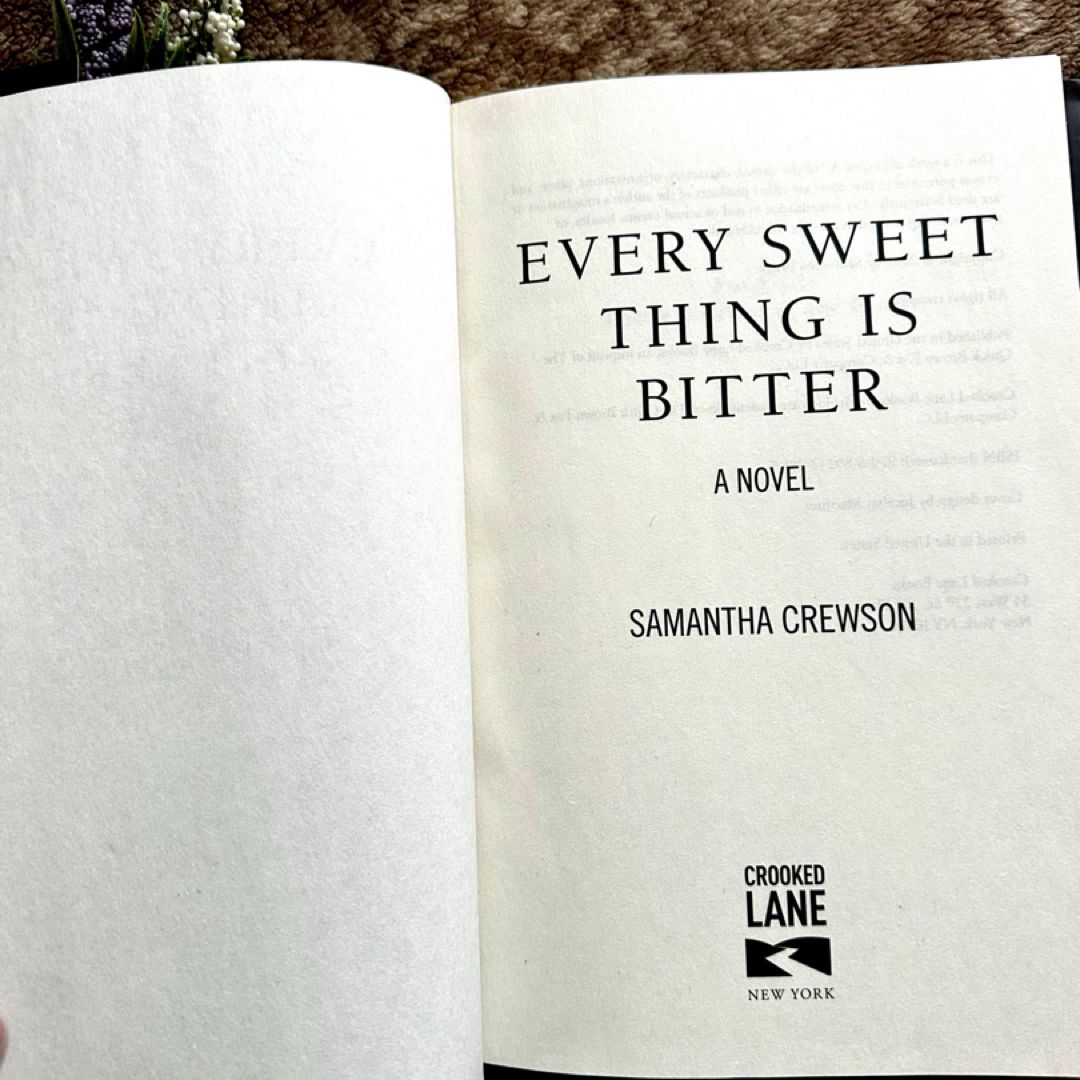 EVERY SWEET
THING IS
BITTER
A NOVEL
SAMANTHA CREWSON
CROOKED
LANE
NEW YORK